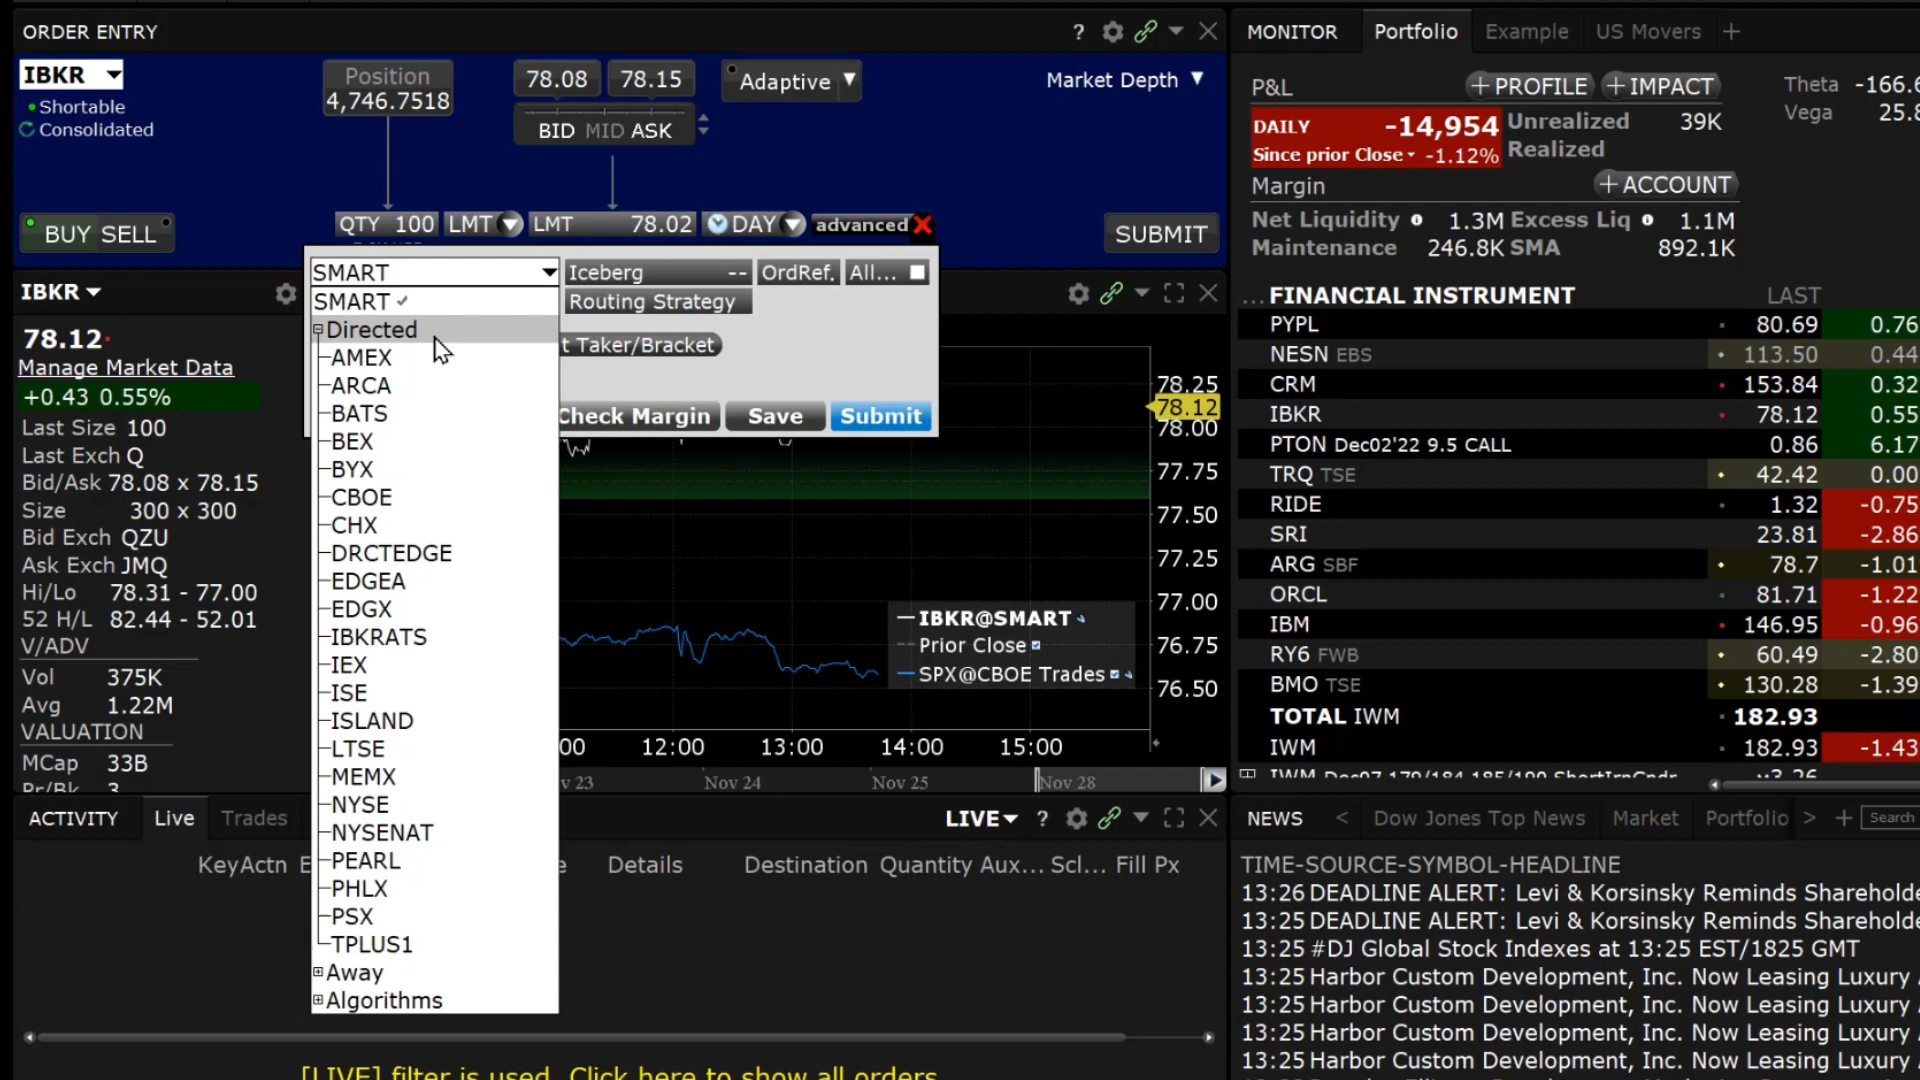 ORDER ENTRY ?
IBKR
Shortable
Consolidated
Position
4,746.7518
78.08 78.15
BID MID ASK
Adaptive
Market Depth
BUY SELL
QTY 100 LMT LMT 78.02 DAY advanced
SUBMIT
SMART
SMART
Directed
AMEX
ARCA
BATS
BEX
BYX
CBOE
CHX
DRCTEDGE
EDGEA
EDGX
IBKRATS
IEX
ISE
ISLAND
LTSE
MEMX
NYSE
NYSENAT
PEARL
PHLX
PSX
TPLUS1
Away
Algorithms
Iceberg -- OrdRef. All...
Routing Strategy
t Taker/Bracket
Check Margin Save Submit
IBKR
78.12
Manage Market Data
+0.43 0.55%
Last Size 100
Last Exch Q
Bid/Ask 78.08 x 78.15
Size 300 x 300
Bid Exch QZU
Ask Exch JMQ
Hi/Lo 78.31 - 77.00
52 H/L 82.44 - 52.01
V/ADV
Vol 375K
Avg 1.22M
VALUATION
MCap 33B
Pr/Bk 3
78.25
78.12
78.00
77.75
77.50
77.25
77.00
76.75
76.50
IBKR@SMART
Prior Close
SPX@CBOE Trades
00 12:00 13:00 14:00 15:00
v 23 Nov 24 Nov 25 Nov 28
ACTIVITY Live Trades LIVE ?
KeyActn E e Details Destination Quantity Aux... Scl... Fill Px
[LIVE] filter is used. Click here to show all orders
MONITOR Portfolio Example US Movers +
P&L + PROFILE + IMPACT
DAILY -14,954
Since prior Close -1.12%
Unrealized 39K
Realized
Theta -166.6
Vega 25.8
Margin + ACCOUNT
Net Liquidity 1.3M Excess Liq 1.1M
Maintenance 246.8K SMA 892.1K
... FINANCIAL INSTRUMENT LAST
PYPL 80.69 0.76
NESN EBS 113.50 0.44
CRM 153.84 0.32
IBKR 78.12 0.55
PTON Dec02'22 9.5 CALL 0.86 6.17
TRQ TSE 42.42 0.00
RIDE 1.32 -0.75
SRI 23.81 -2.86
ARG SBF 78.7 -1.01
ORCL 81.71 -1.22
IBM 146.95 -0.96
RY6 FWB 60.49 -2.80
BMO TSE 130.28 -1.39
TOTAL IWM 182.93
IWM 182.93 -1.43
IWM Dec07 179/184 185/190
NEWS < Dow Jones Top News Market Portfolio > + Search
TIME-SOURCE-SYMBOL-HEADLINE
13:26 DEADLINE ALERT: Levi & Korsinsky Reminds Shareholde
13:25 DEADLINE ALERT: Levi & Korsinsky Reminds Shareholde
13:25 #DJ Global Stock Indexes at 13:25 EST/1825 GMT
13:25 Harbor Custom Development, Inc. Now Leasing Luxury
13:25 Harbor Custom Development, Inc. Now Leasing Luxury
13:25 Harbor Custom Development, Inc. Now Leasing Luxury
13:25 Harbor Custom Development, Inc. Now Leasing Luxury